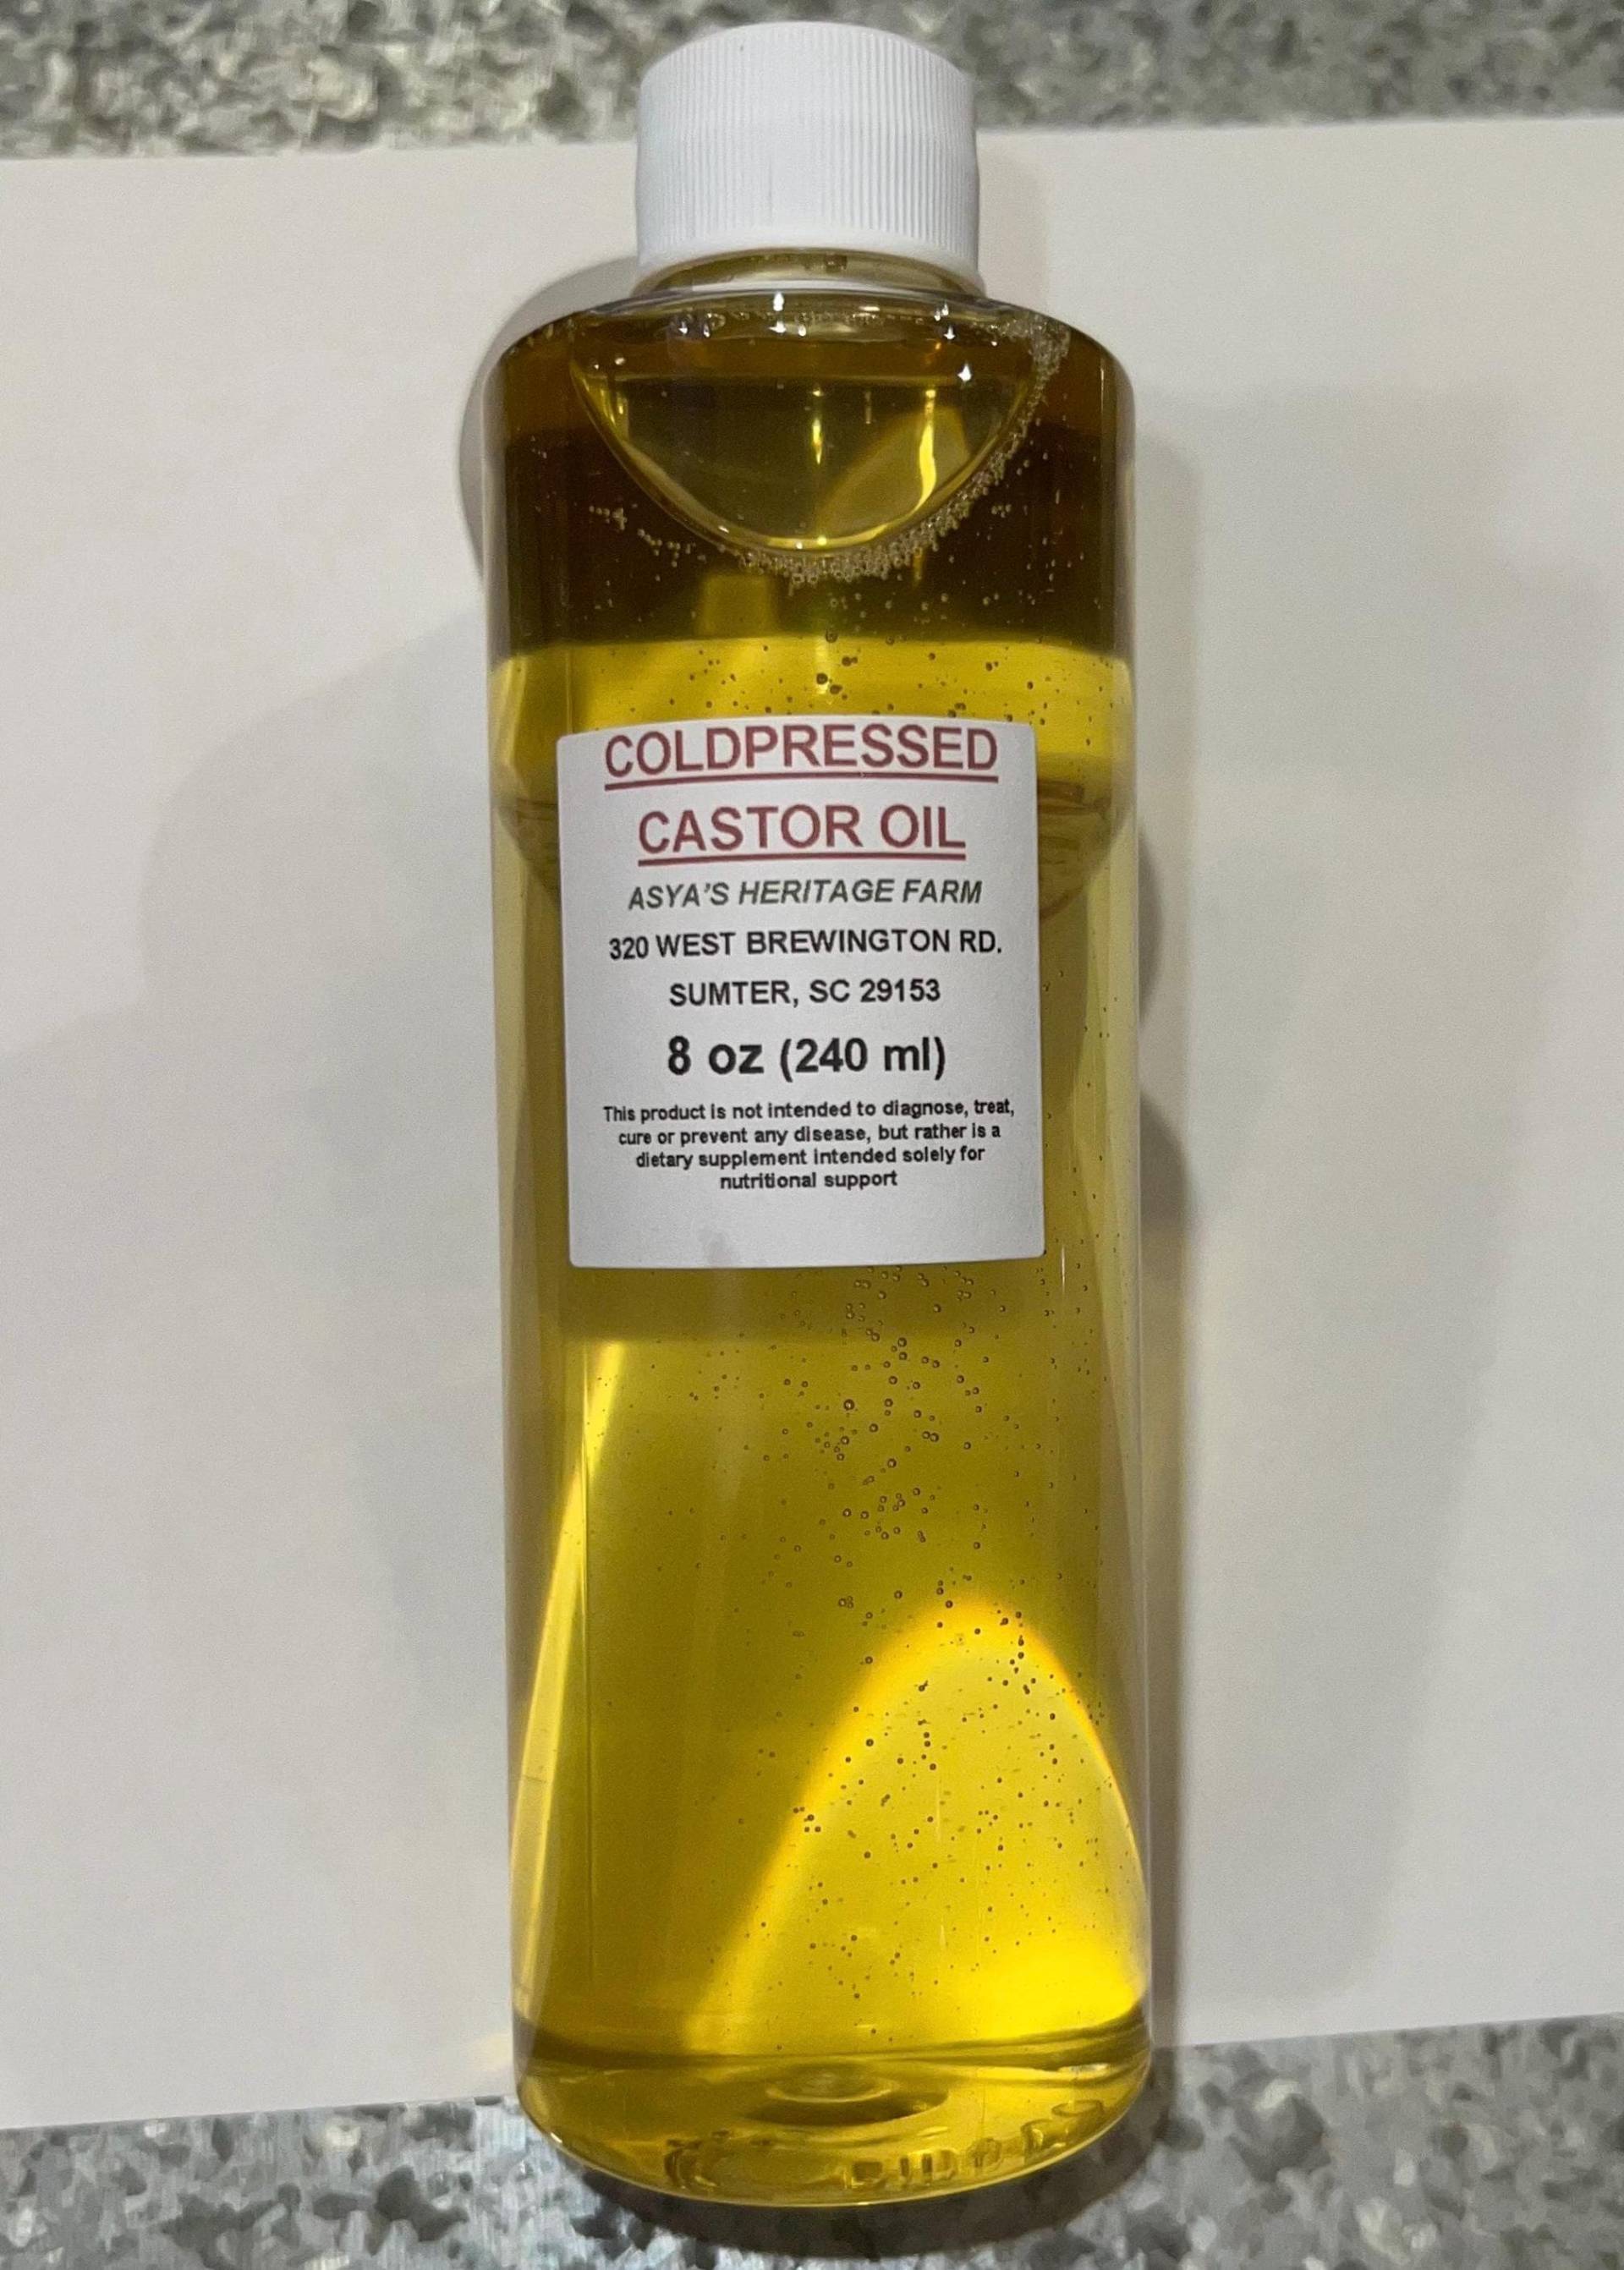 COLDPRESSED
CASTOR OIL
ASYA'S HERITAGE FARM
320 WEST BREWINGTON RD.
SUMTER, SC 29153
8 oz (240 ml)
This product is not intended to diagnose, treat,
cure or prevent any disease, but rather is a
dietary supplement intended solely for
nutritional support